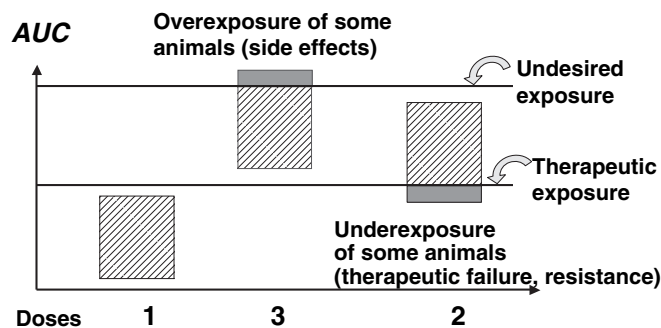 AUC
Overexposure of some
animals (side effects)
Undesired
exposure
Therapeutic
exposure
Underexposure
of some animals
(therapeutic failure, resistance)
Doses 1 3 2